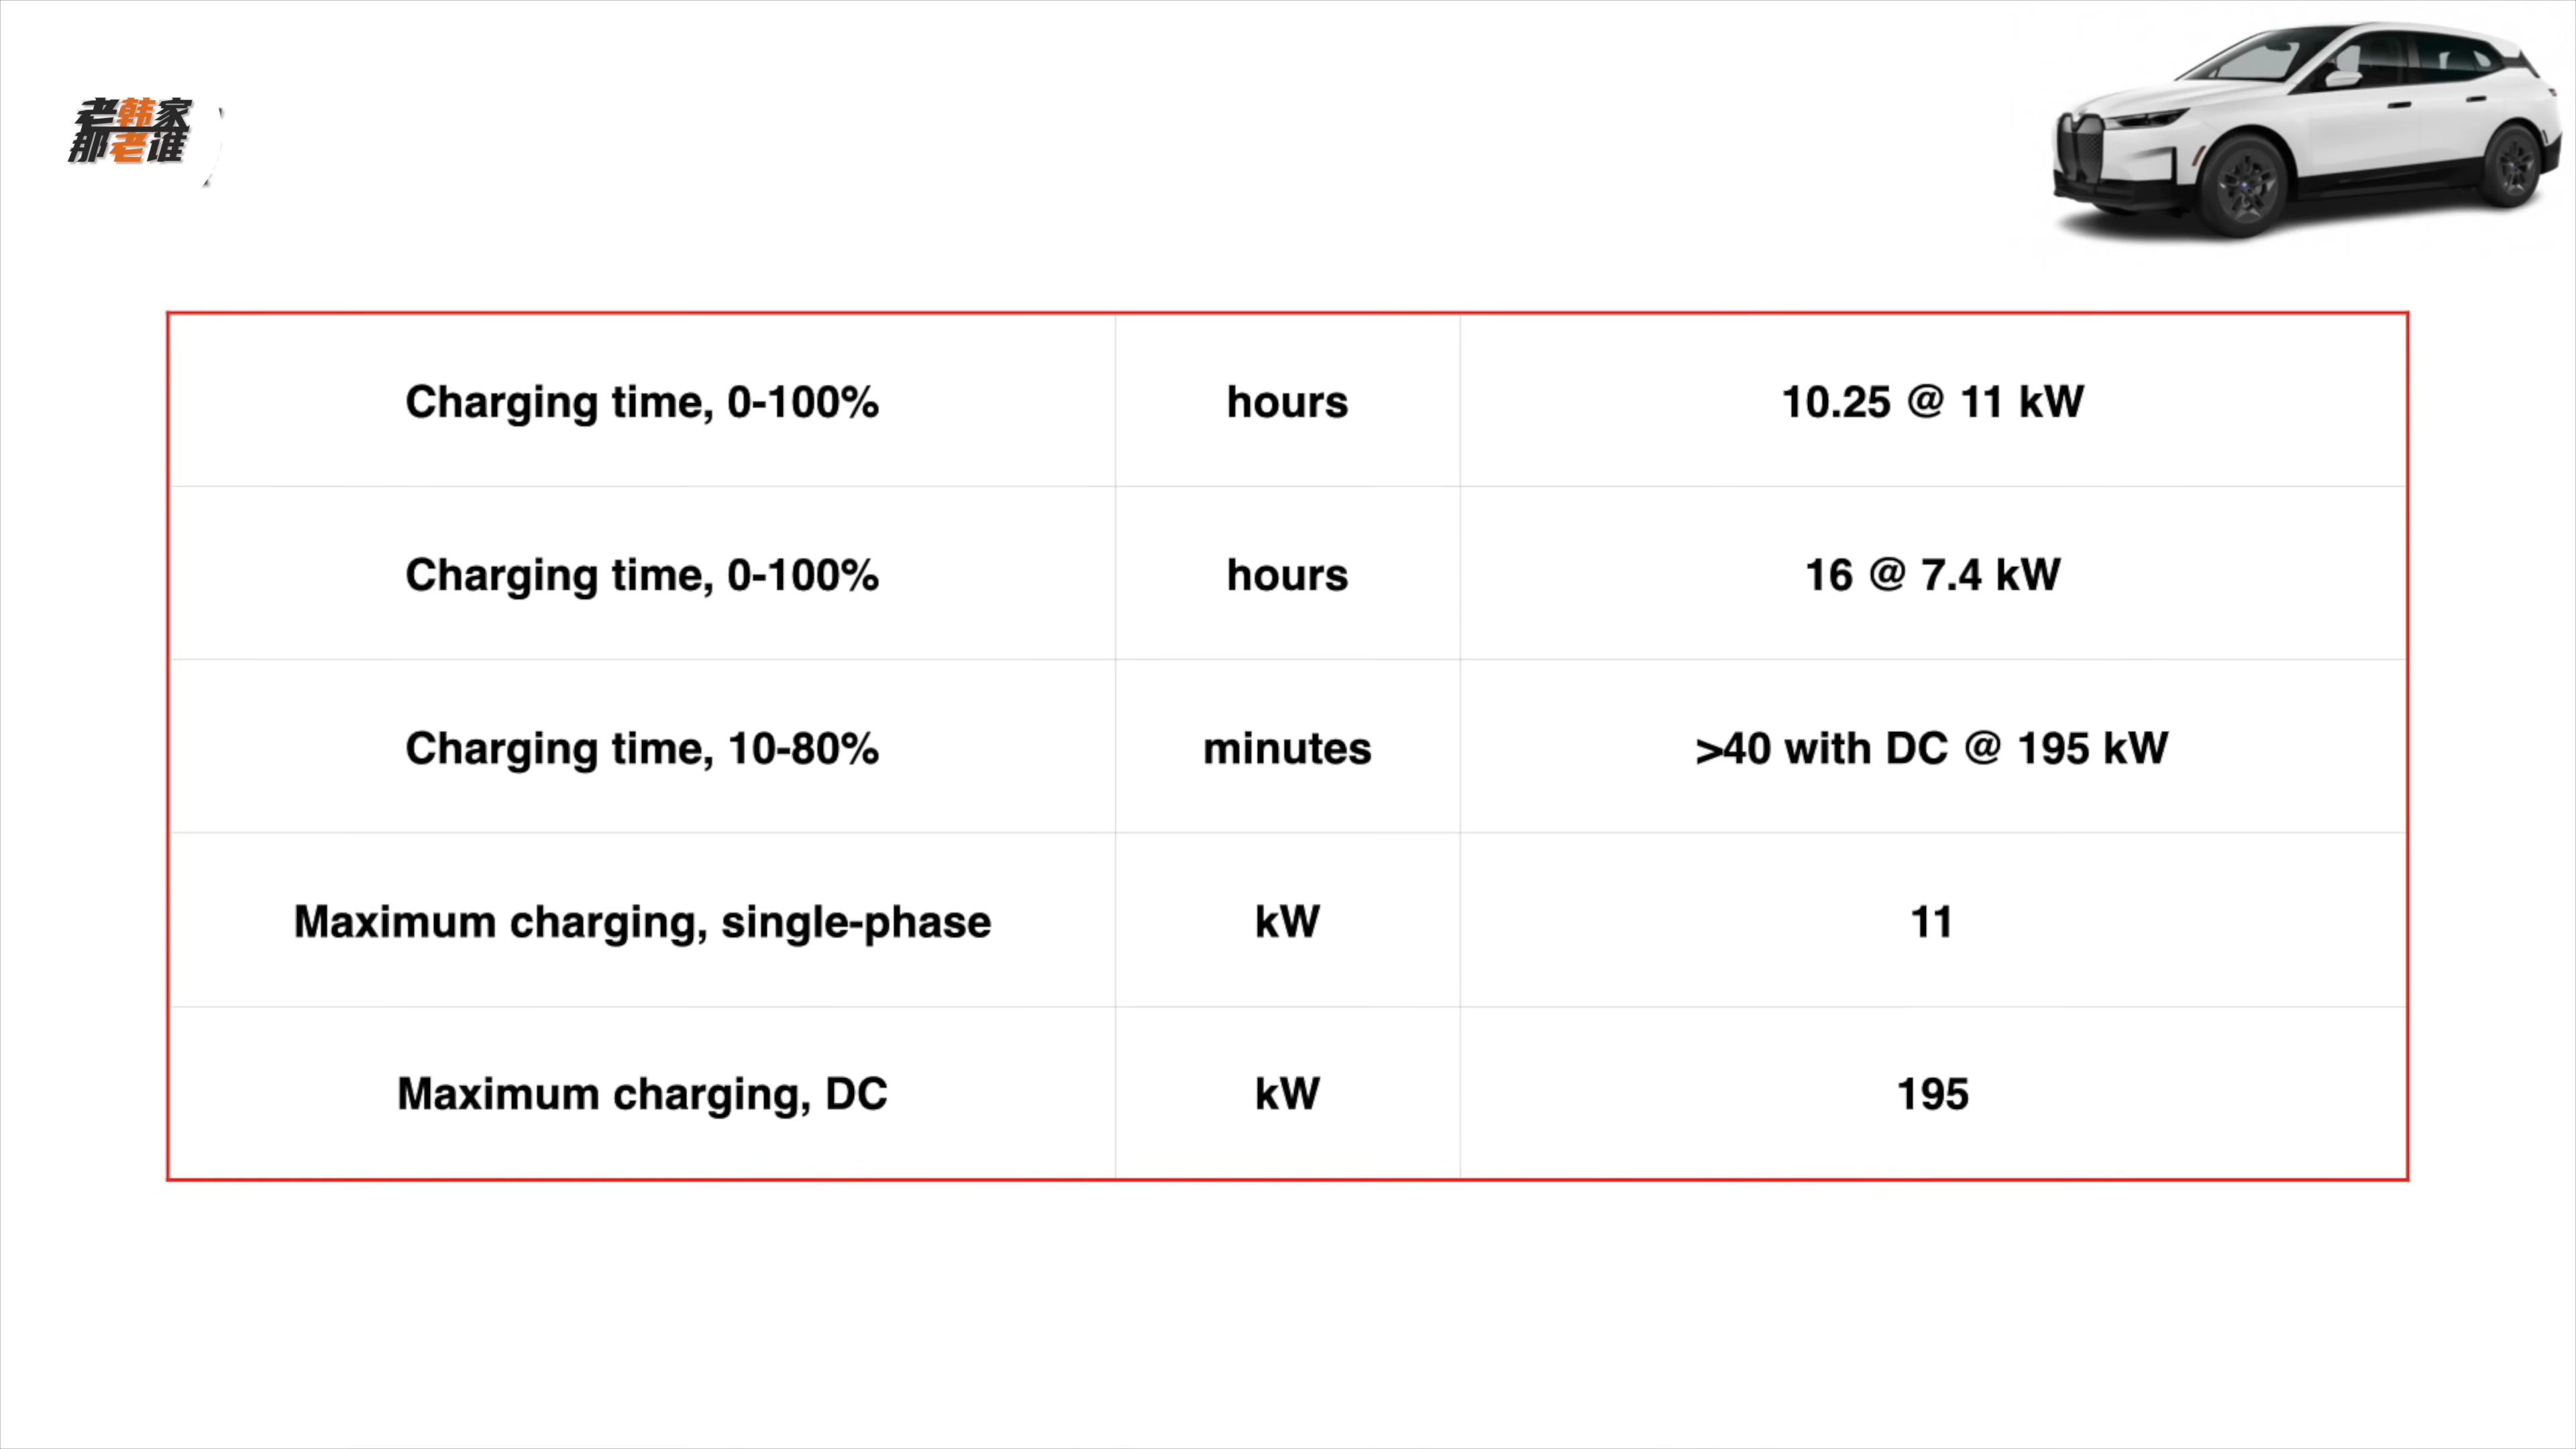 老韩家
那老谁
Charging time, 0-100% hours 10.25 @ 11 kW
Charging time, 0-100% hours 16 @ 7.4 kW
Charging time, 10-80% minutes >40 with DC @ 195 kW
Maximum charging, single-phase kW 11
Maximum charging, DC kW 195